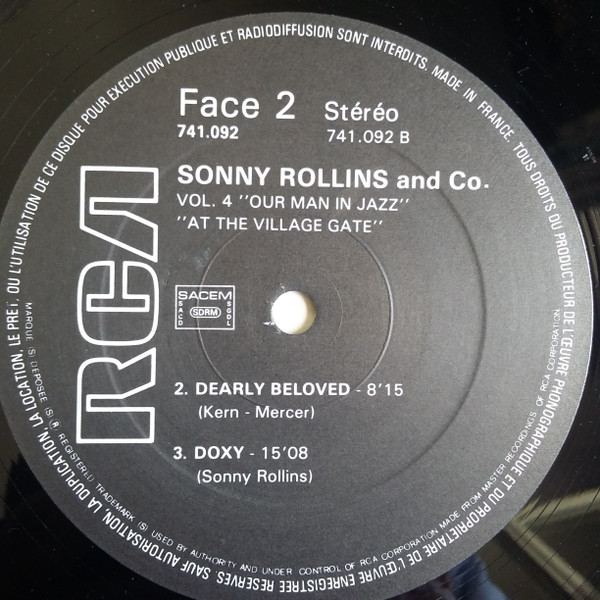 Face 2 Stéréo
741.092 741.092 B
SONNY ROLLINS and Co.
VOL. 4 ''OUR MAN IN JAZZ''
''AT THE VILLAGE GATE''
RCA
SACEM
SACD SDRM SGDL
2. DEARLY BELOVED - 8'15
(Kern - Mercer)
3. DOXY - 15'08
(Sonny Rollins)
MADE IN FRANCE. TOUS DROITS DU PRODUCTEUR DE L'ŒUVRE PHONOGRAPHIQUE ET DU PROPRIETAIRE DE L'ŒUVRE ENREGISTREE RESERVES. SAUF AUTORISATION, LA DUPLICATION, LA LOCATION, LE PRET, OU L'UTILISATION DE CE DISQUE POUR EXECUTION PUBLIQUE ET RADIODIFFUSION SONT INTERDITS.
MARQUE (S) DEPOSEE (S) ® REGISTERED TRADEMARK (S) USED BY AUTHORITY AND UNDER CONTROL OF RCA CORPORATION. MADE FROM MASTER RECORDINGS OF RCA CORPORATION